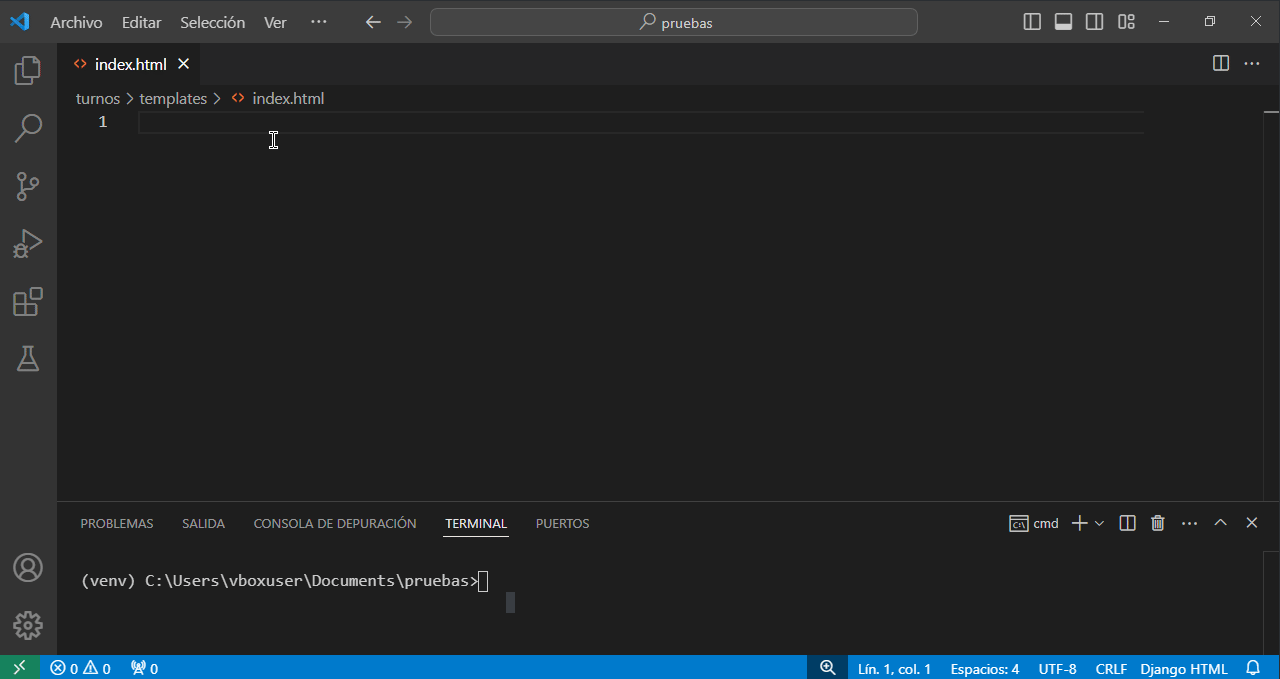 Archivo Editar Selección Ver ··· pruebas
index.html
turnos > templates > index.html
1
PROBLEMAS SALIDA CONSOLA DE DEPURACIÓN TERMINAL PUERTOS cmd
(venv) C:\Users\vboxuser\Documents\pruebas>
0 0 0 Lín. 1, col. 1 Espacios: 4 UTF-8 CRLF Django HTML